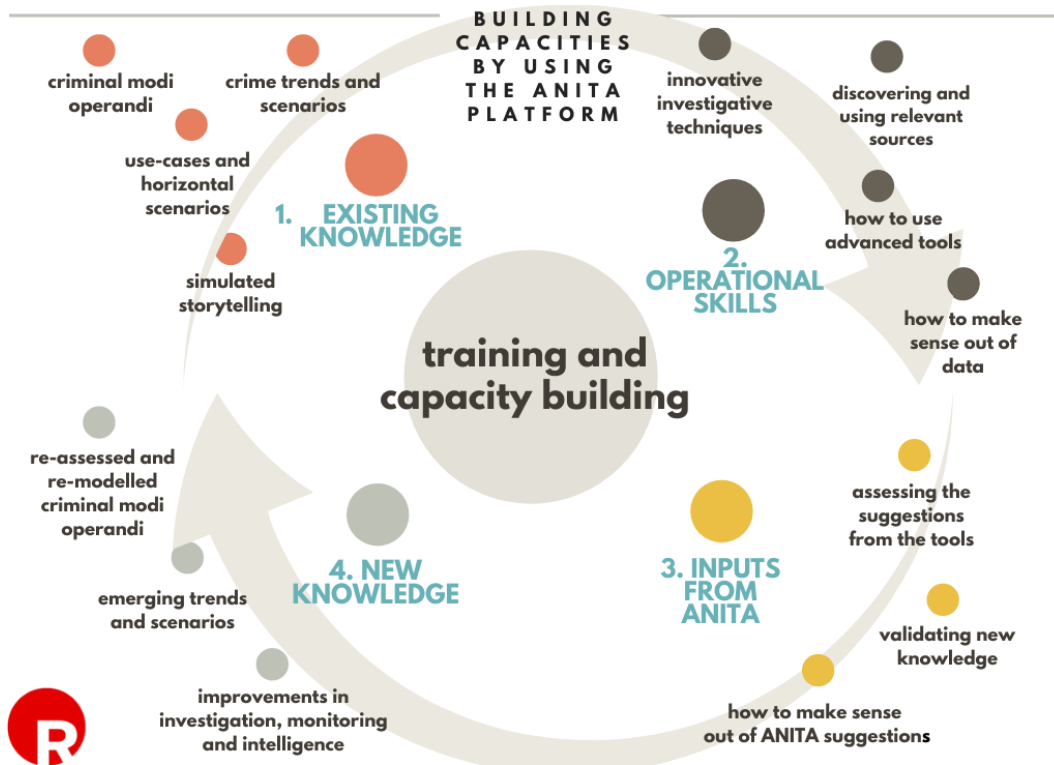 BUILDING
CAPACITIES
BY USING
THE ANITA
PLATFORM
criminal modi
operandi
crime trends and
scenarios
use-cases and
horizontal
scenarios
simulated
storytelling
1. EXISTING
KNOWLEDGE
innovative
investigative
techniques
discovering and
using relevant
sources
how to use
advanced tools
how to make
sense out of
data
2.
OPERATIONAL
SKILLS
training and
capacity building
assessing the
suggestions
from the tools
validating new
knowledge
how to make sense
out of ANITA suggestions
3. INPUTS
FROM
ANITA
4. NEW
KNOWLEDGE
re-assessed and
re-modelled
criminal modi
operandi
emerging trends
and scenarios
improvements in
investigation, monitoring
and intelligence
R